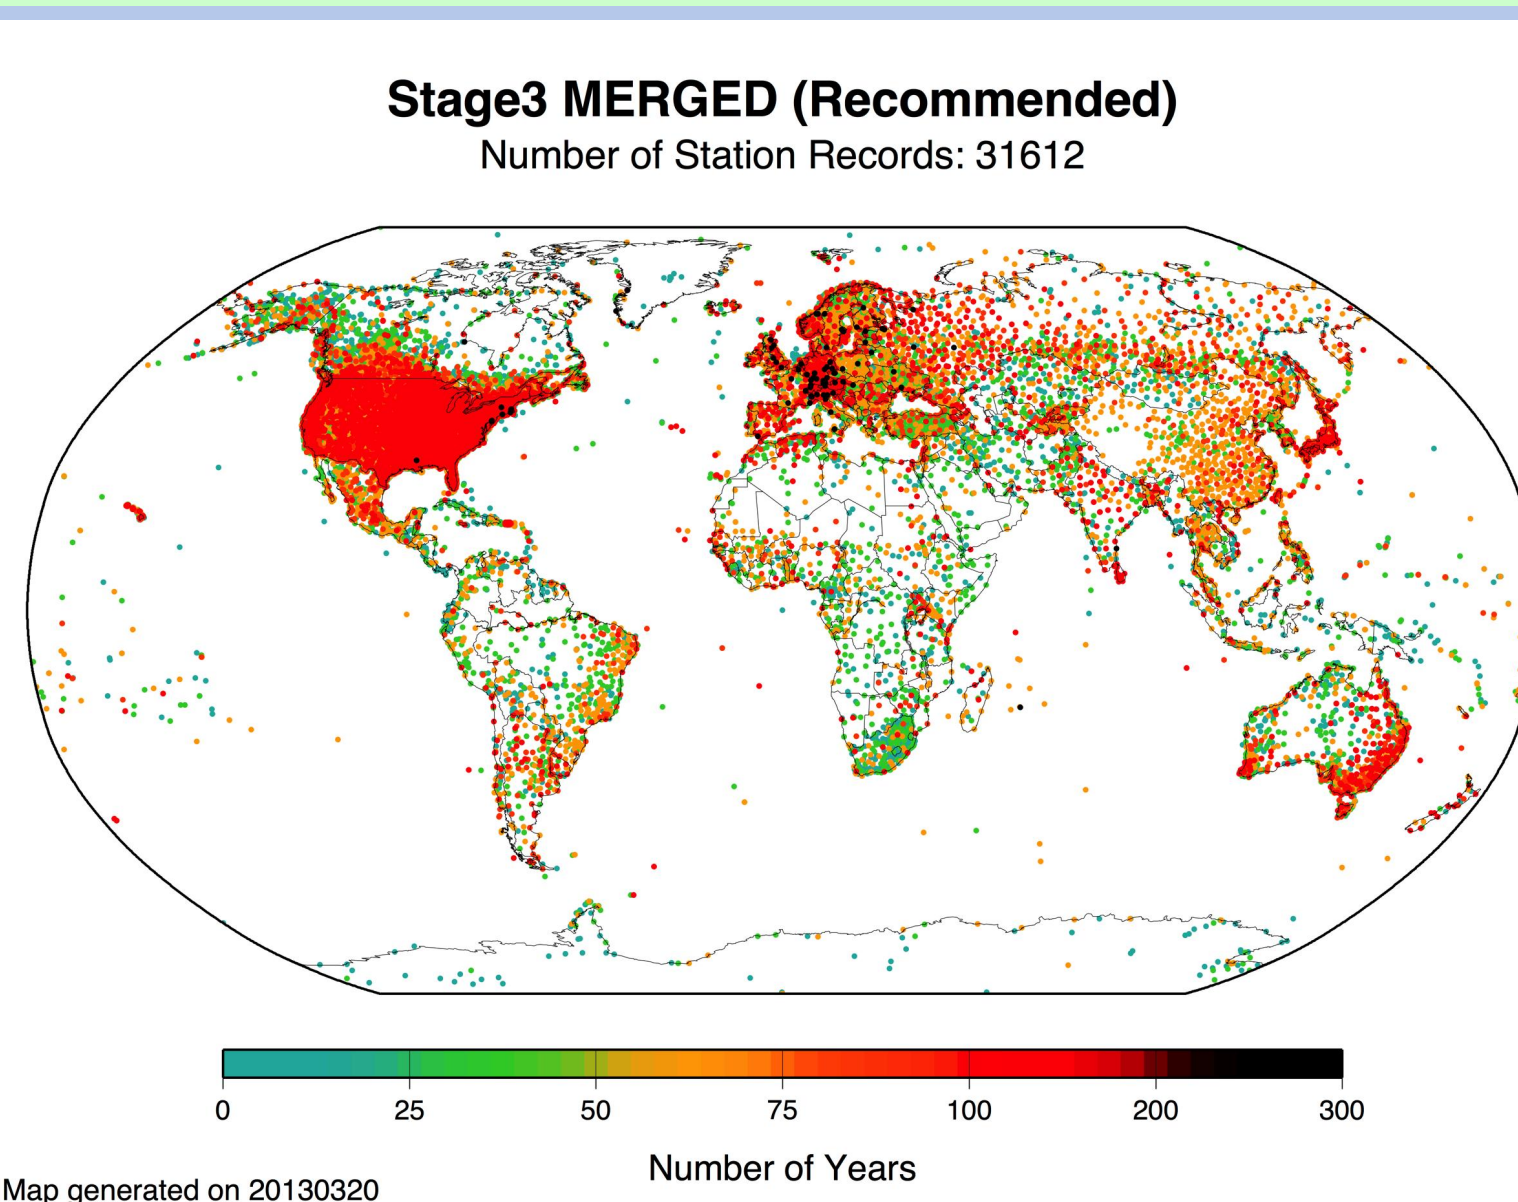 Stage3 MERGED (Recommended)
Number of Station Records: 31612
0 25 50 75 100 200 300
Number of Years
Map generated on 20130320